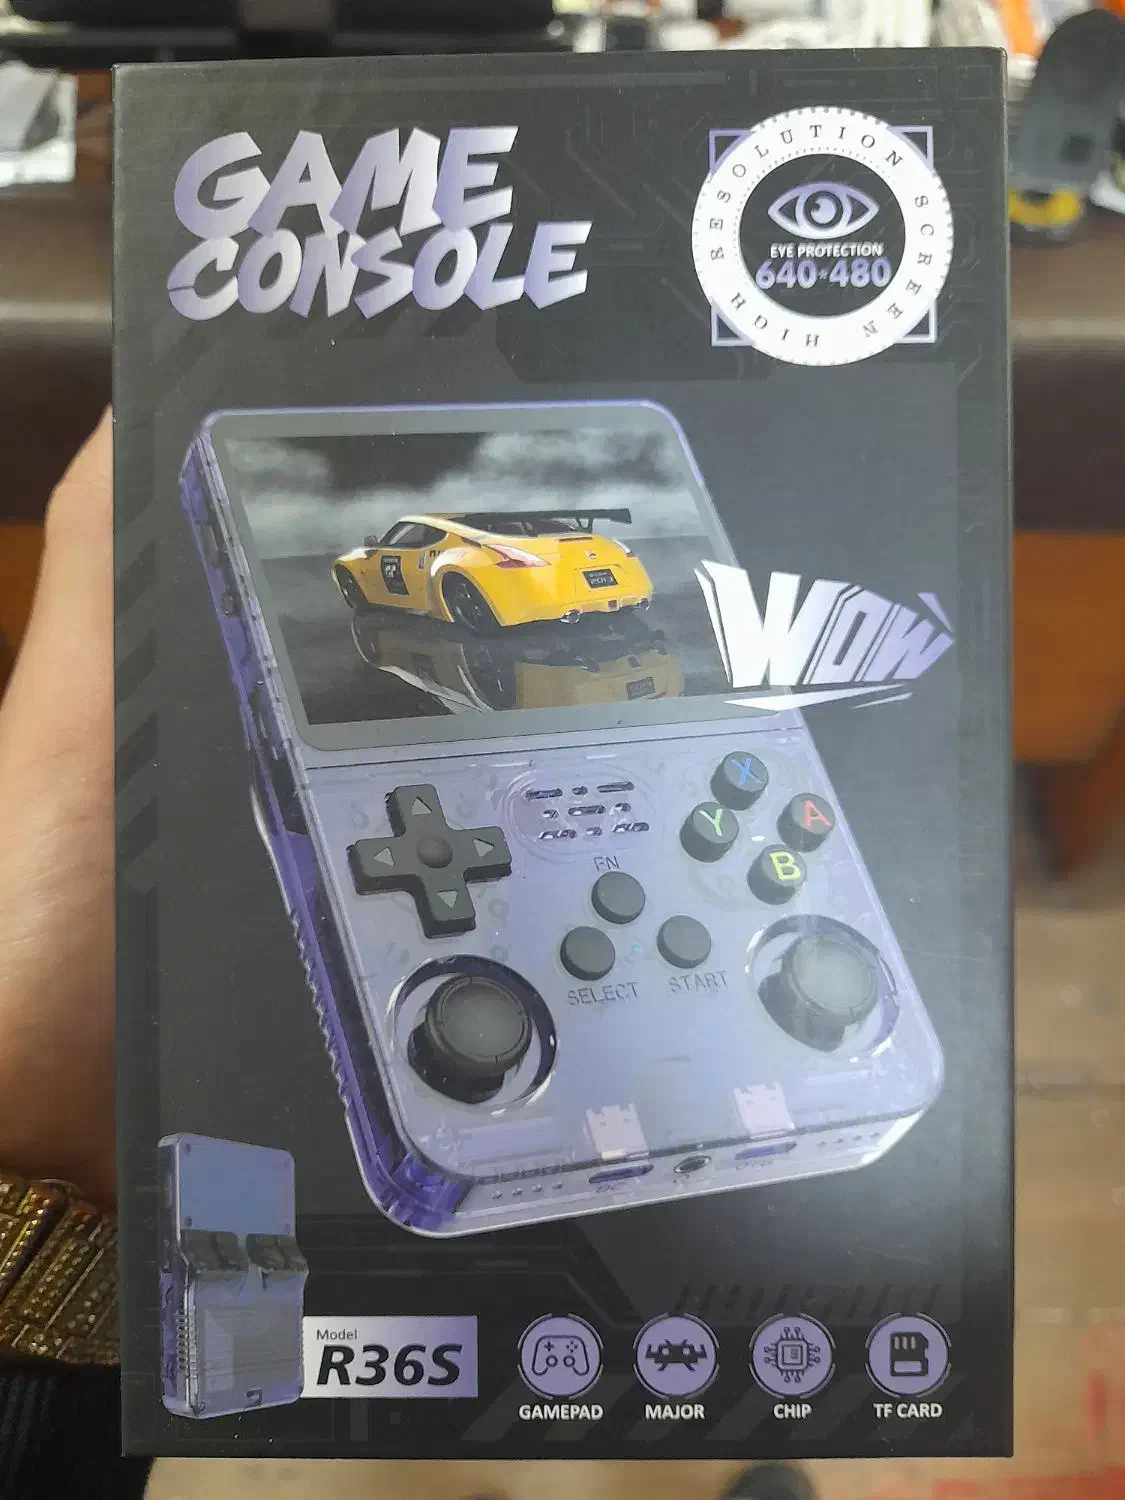 GAME
CONSOLE
HIGH RESOLUTION SCREEN
EYE PROTECTION
640*480
2013
WOW
X
Y
A
B
FN
SELECT
START
Model
R36S
GAMEPAD
MAJOR
CHIP
TF CARD